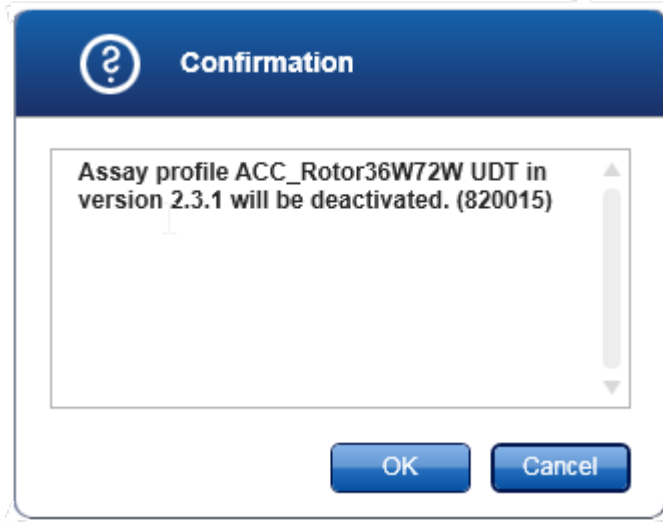 Confirmation
Assay profile ACC_Rotor36W72W UDT in
version 2.3.1 will be deactivated. (820015)
OK
Cancel